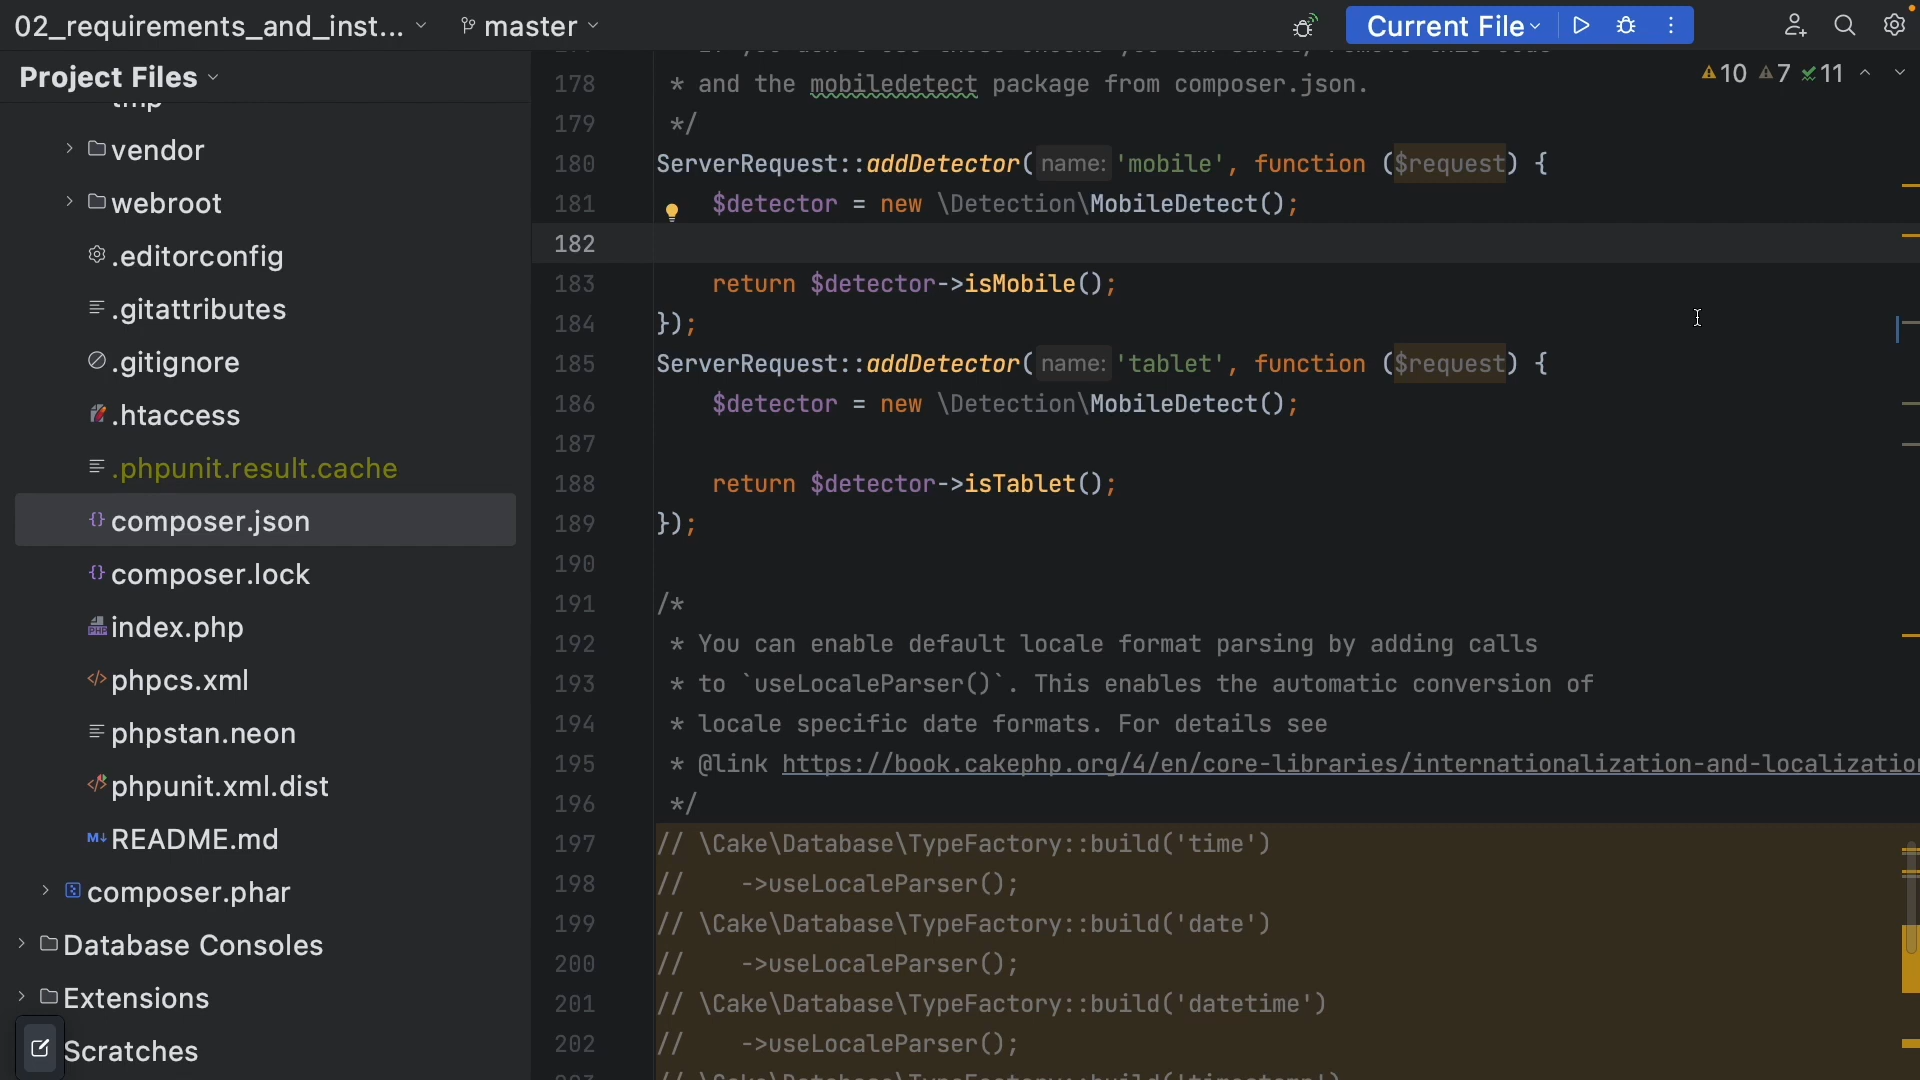 02_requirements_and_inst...
master
Current File
Project Files
10 7 11
tmp
vendor
webroot
.editorconfig
.gitattributes
.gitignore
.htaccess
.phpunit.result.cache
composer.json
composer.lock
index.php
phpcs.xml
phpstan.neon
phpunit.xml.dist
README.md
composer.phar
Database Consoles
Extensions
Scratches
178 * and the mobiledetect package from composer.json.
179 */
180 ServerRequest::addDetector( name: 'mobile', function ($request) {
181 $detector = new \Detection\MobileDetect();
182
183 return $detector->isMobile();
184 });
185 ServerRequest::addDetector( name: 'tablet', function ($request) {
186 $detector = new \Detection\MobileDetect();
187
188 return $detector->isTablet();
189 });
190
191 /*
192 * You can enable default locale format parsing by adding calls
193 * to `useLocaleParser()`. This enables the automatic conversion of
194 * locale specific date formats. For details see
195 * @link https://book.cakephp.org/4/en/core-libraries/internationalization-and-localization
196 */
197 // \Cake\Database\TypeFactory::build('time')
198 // ->useLocaleParser();
199 // \Cake\Database\TypeFactory::build('date')
200 // ->useLocaleParser();
201 // \Cake\Database\TypeFactory::build('datetime')
202 // ->useLocaleParser();